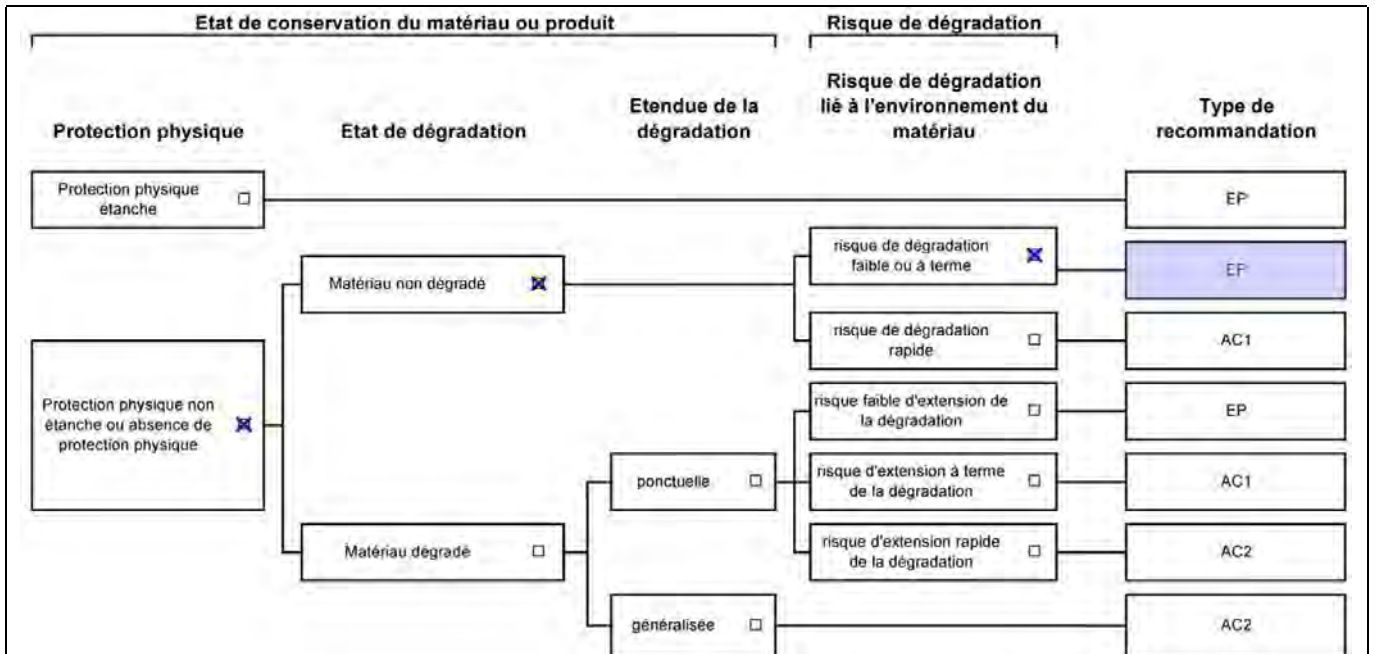 Etat de conservation du matériau ou produit
Risque de dégradation
Protection physique
Etat de dégradation
Etendue de la
dégradation
Risque de dégradation
lié à l'environnement du
matériau
Type de
recommandation
Protection physique
étanche
EP
risque de dégradation
faible ou à terme
EP
Matériau non dégradé
risque de dégradation
rapide
AC1
Protection physique non
étanche ou absence de
protection physique
risque faible d'extension de
la dégradation
EP
ponctuelle
risque d'extension à terme
de la dégradation
AC1
Matériau dégradé
risque d'extension rapide
de la dégradation
AC2
généralisée
AC2